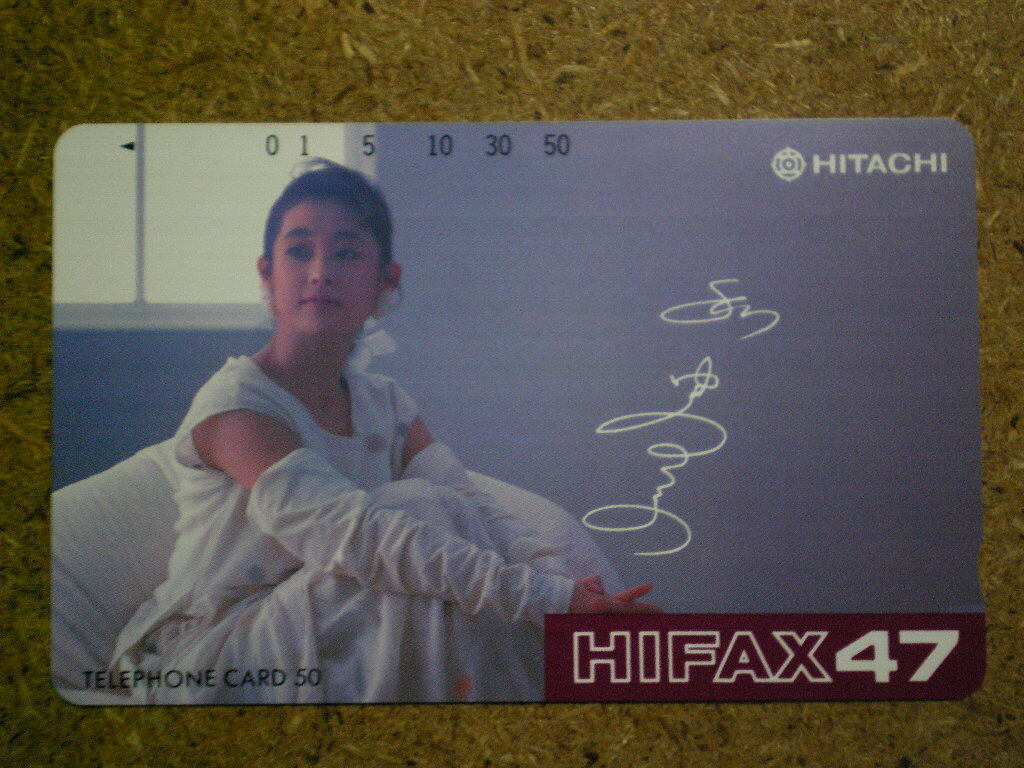 ◄ 0 1 5 10 30 50
HITACHI
HIFAX47
TELEPHONE CARD 50